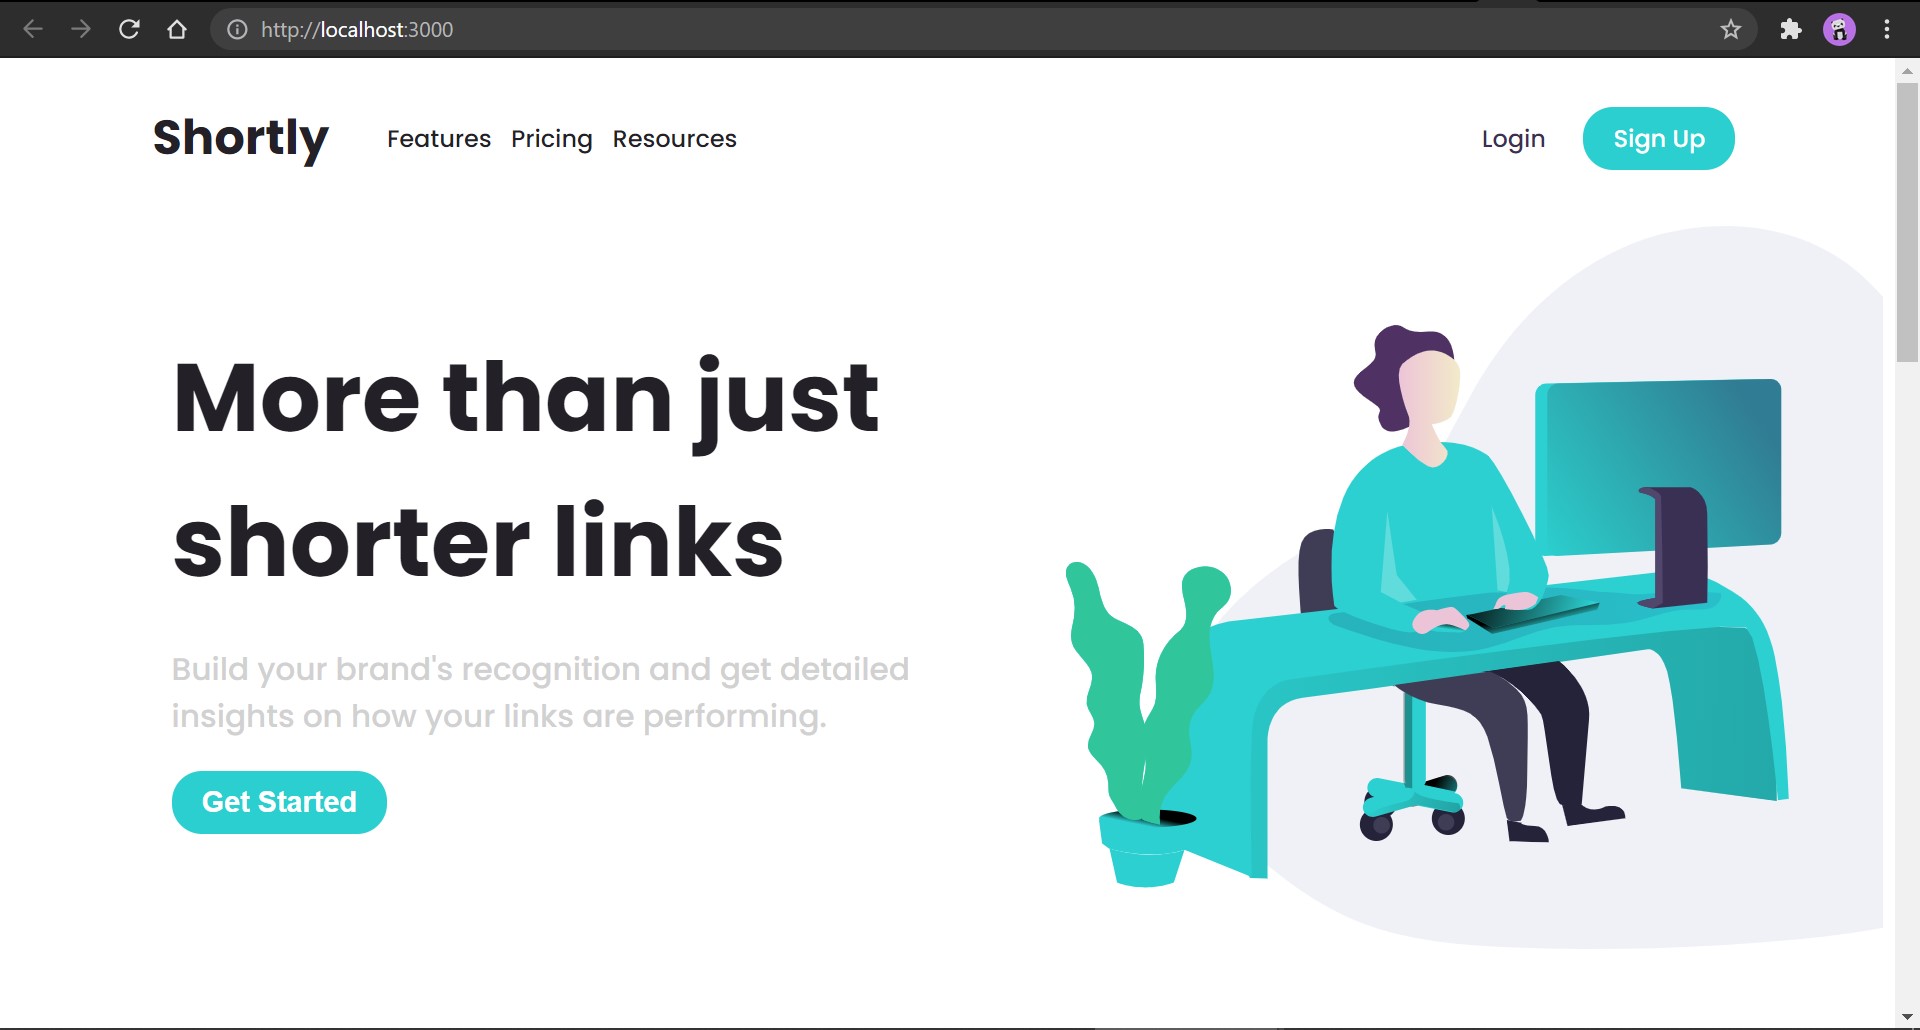 http://localhost:3000
Shortly
Features Pricing Resources
Login
Sign Up
More than just
shorter links
Build your brand's recognition and get detailed
insights on how your links are performing.
Get Started